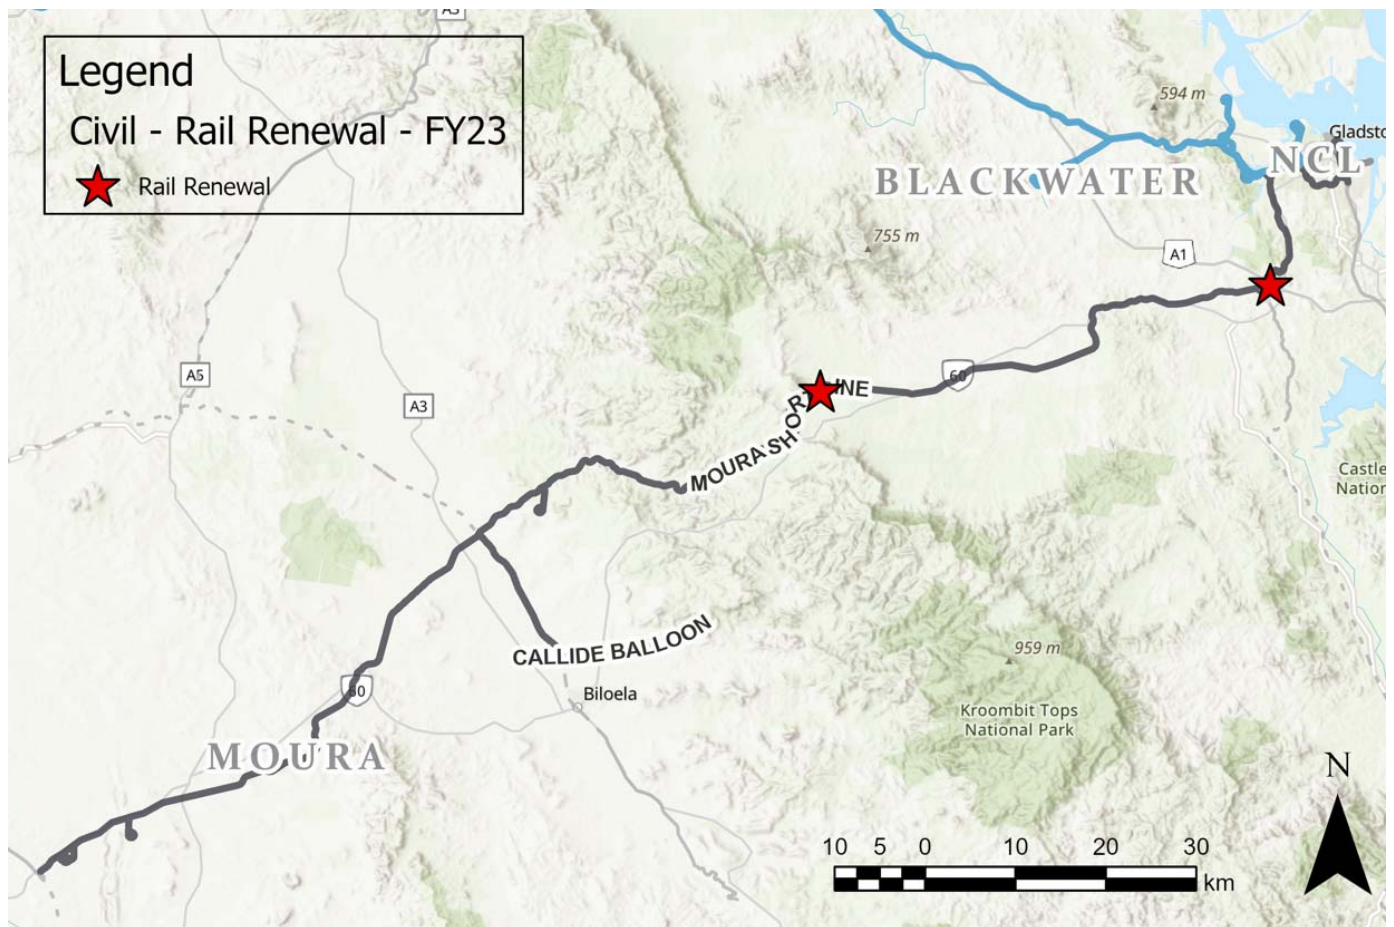 A3
Legend
Civil - Rail Renewal - FY23
Rail Renewal
594 m
Gladsto
NCL
BLACKWATER
755 m
A1
A5
60
A3
MOURA SHORT LINE
Castle
Nation
CALLIDE BALLOON
959 m
60
Biloela
Kroombit Tops
National Park
MOURA
N
10 5 0 10 20 30
km